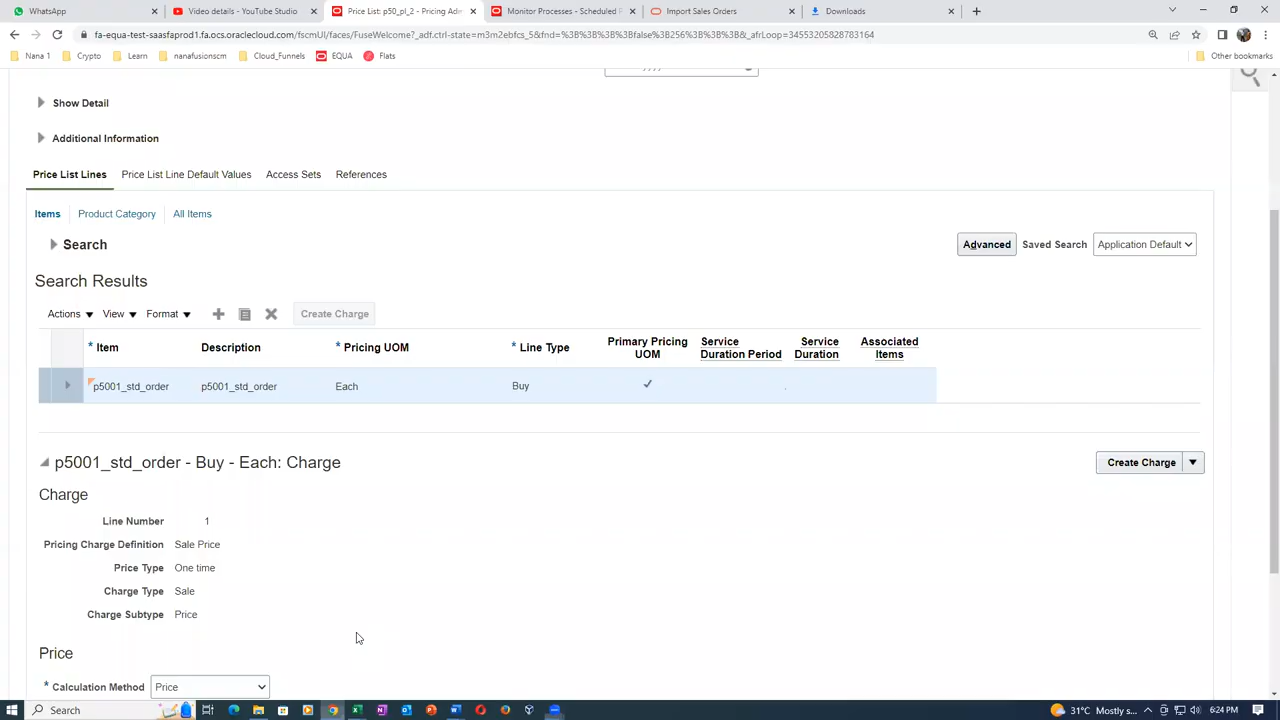 WhatsApp
Video details - YouTube Studio
Price List: p50_pl_2 - Pricing Adm
Monitor Processes - Scheduled P
Import Sales Orders
Downloads
fa-equa-test-saasfaprod1.fa.ocs.oraclecloud.com/fscmUI/faces/FuseWelcome?_adf.ctrl-state=m3m2ebfcs_5&fnd=%3B%3B%3B%3Bfalse%3B256%3B%3B%3B&_afrLoop=34553205828783164
Nana 1
Crypto
Learn
nanafusionscm
Cloud_Funnels
EQUA
Flats
Other bookmarks
Show Detail
Additional Information
Price List Lines
Price List Line Default Values
Access Sets
References
Items
Product Category
All Items
Search
Advanced
Saved Search
Application Default
Search Results
Actions
View
Format
Create Charge
* Item
Description
* Pricing UOM
* Line Type
Primary Pricing
UOM
Service
Duration Period
Service
Duration
Associated
Items
p5001_std_order
p5001_std_order
Each
Buy
p5001_std_order - Buy - Each: Charge
Create Charge
Charge
Line Number 1
Pricing Charge Definition Sale Price
Price Type One time
Charge Type Sale
Charge Subtype Price
Price
* Calculation Method Price
Search
31°C Mostly s...
6:24 PM